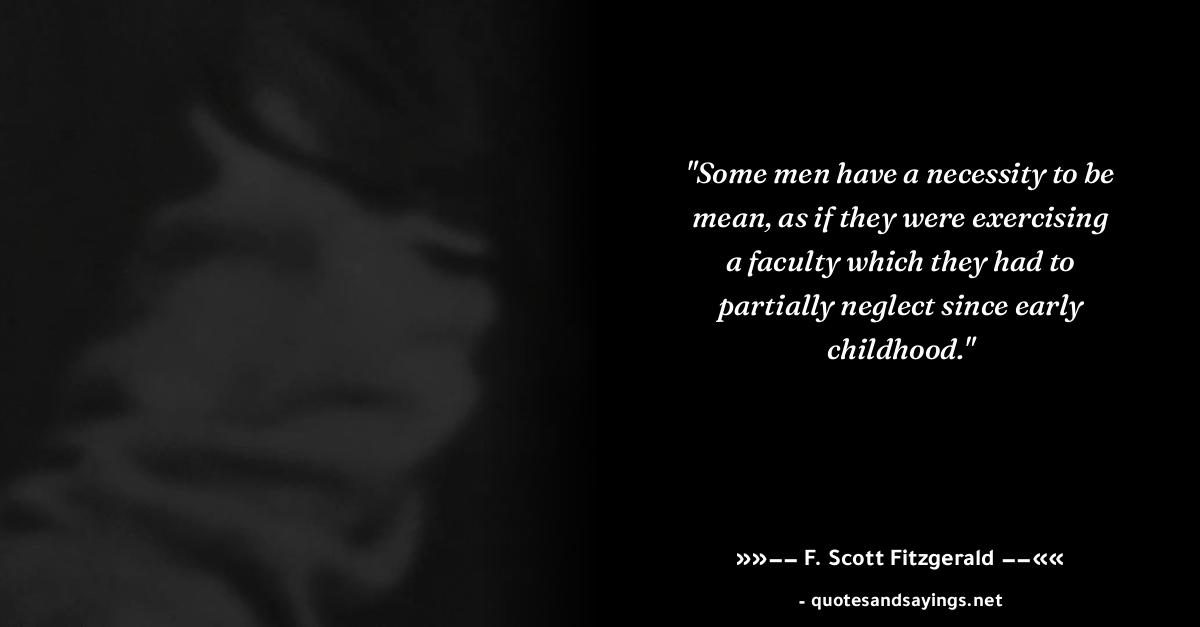 "Some men have a necessity to be
mean, as if they were exercising
a faculty which they had to
partially neglect since early
childhood."
»»−− F. Scott Fitzgerald −−««
- quotesandsayings.net